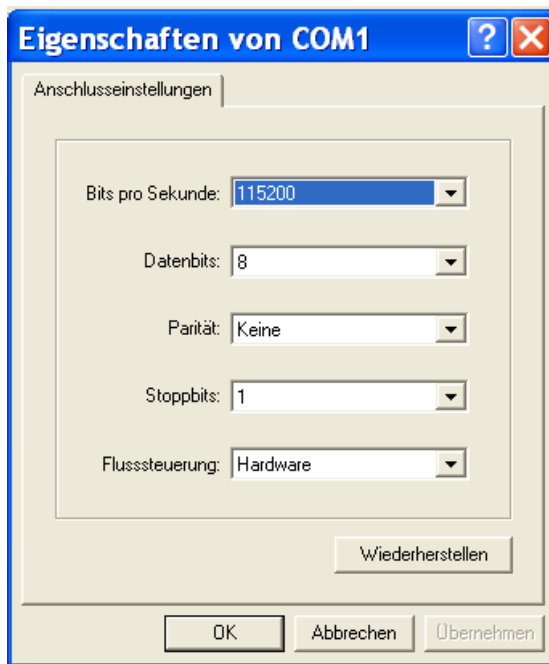 Eigenschaften von COM1 ?
Anschlusseinstellungen
Bits pro Sekunde: 115200
Datenbits: 8
Parität: Keine
Stoppbits: 1
Flusssteuerung: Hardware
Wiederherstellen
OK Abbrechen Übernehmen